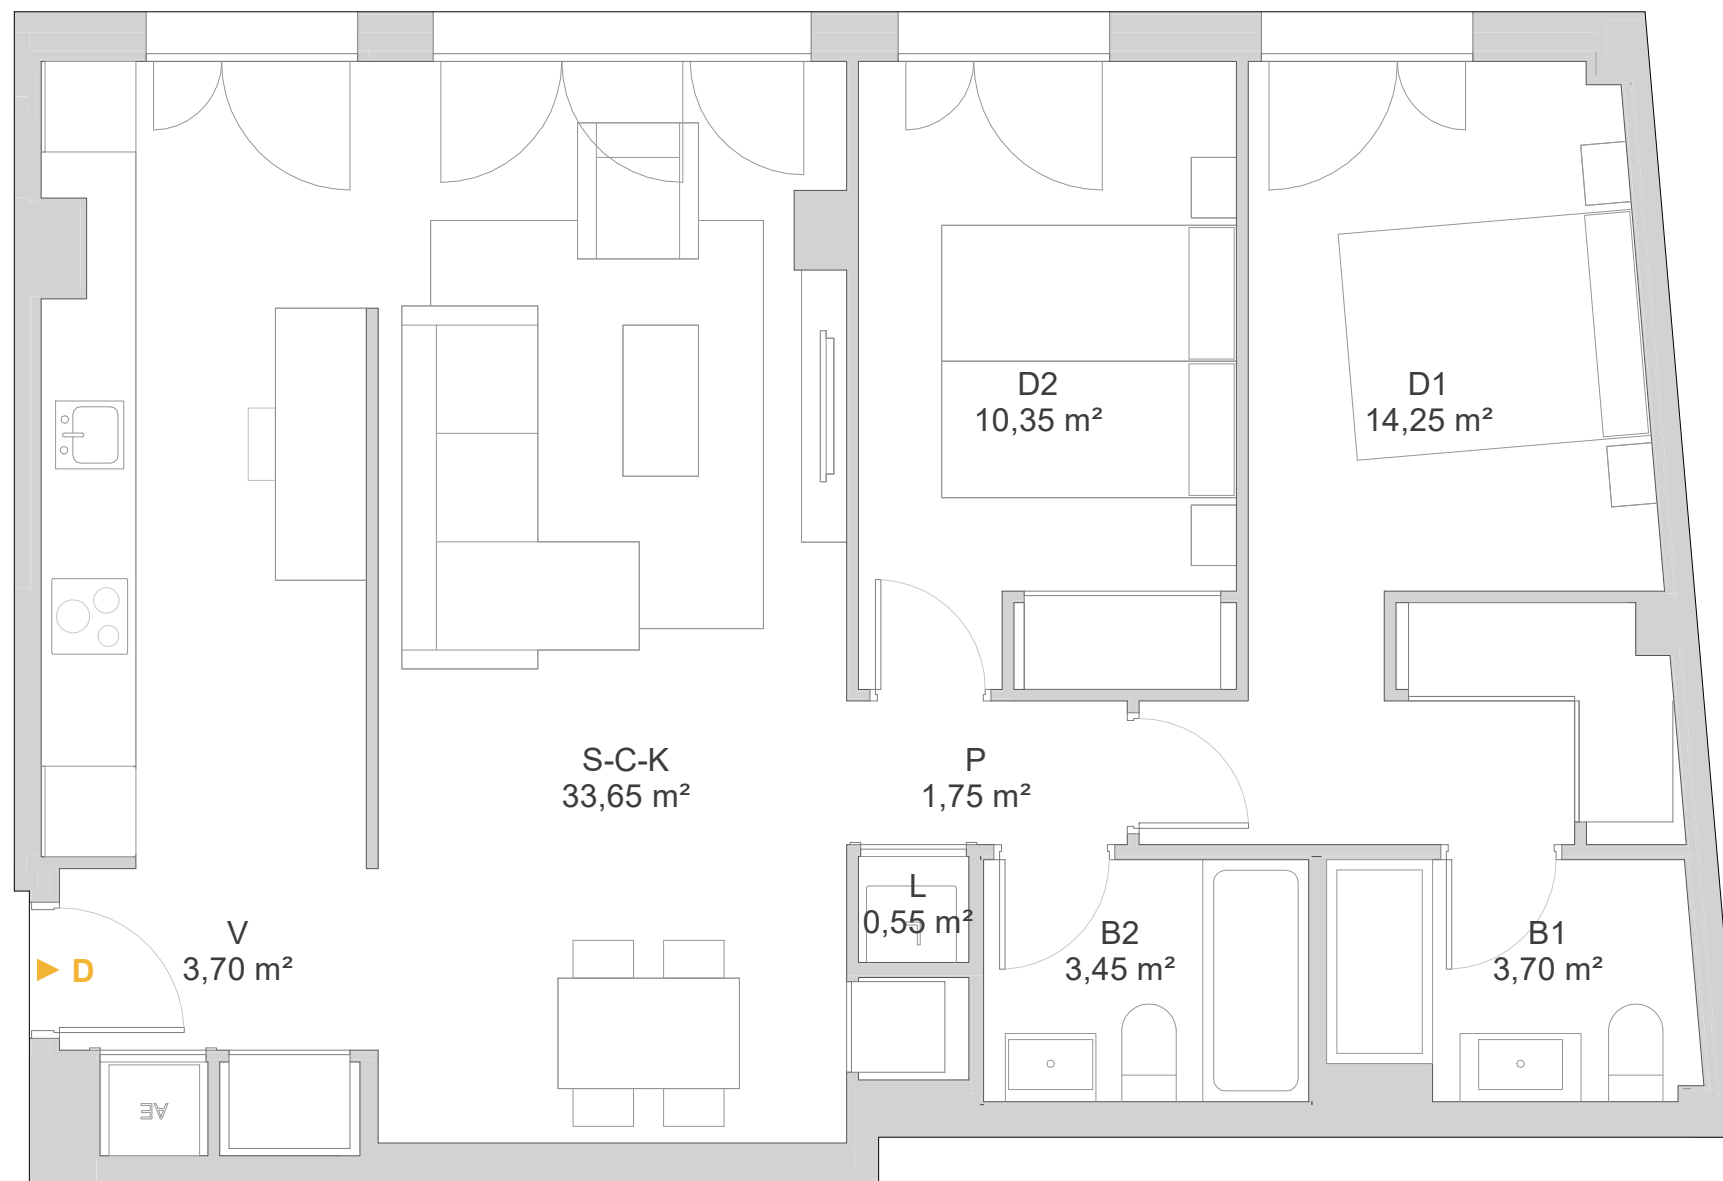 D2
10,35 m²
D1
14,25 m²
S-C-K
33,65 m²
P
1,75 m²
L
0,55 m²
V
3,70 m²
D
B2
3,45 m²
B1
3,70 m²
AE